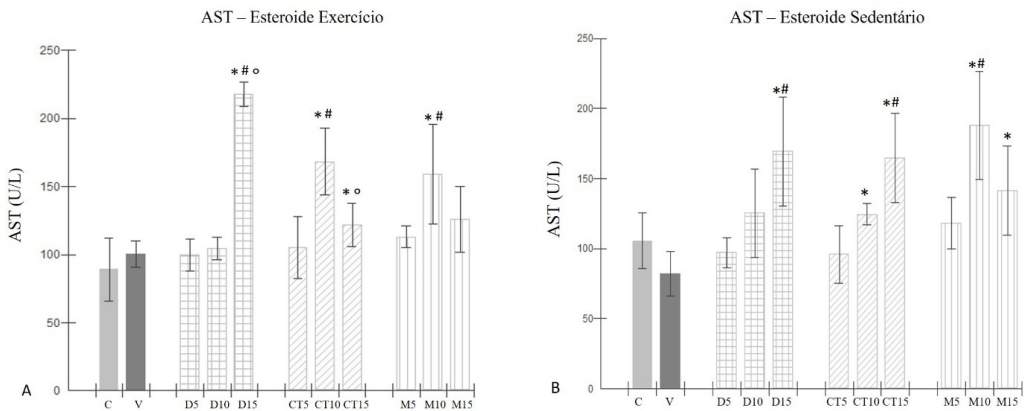 AST – Esteroide Exercício
250
200
150
100
50
0
AST (U/L)
*#°
*#
*°
*#
C V D5 D10 D15 CT5 CT10 CT15 M5 M10 M15
A
AST – Esteroide Sedentário
250
200
150
100
50
0
AST (U/L)
*#
*
*#
*#
*
C V D5 D10 D15 CT5 CT10 CT15 M5 M10 M15
B